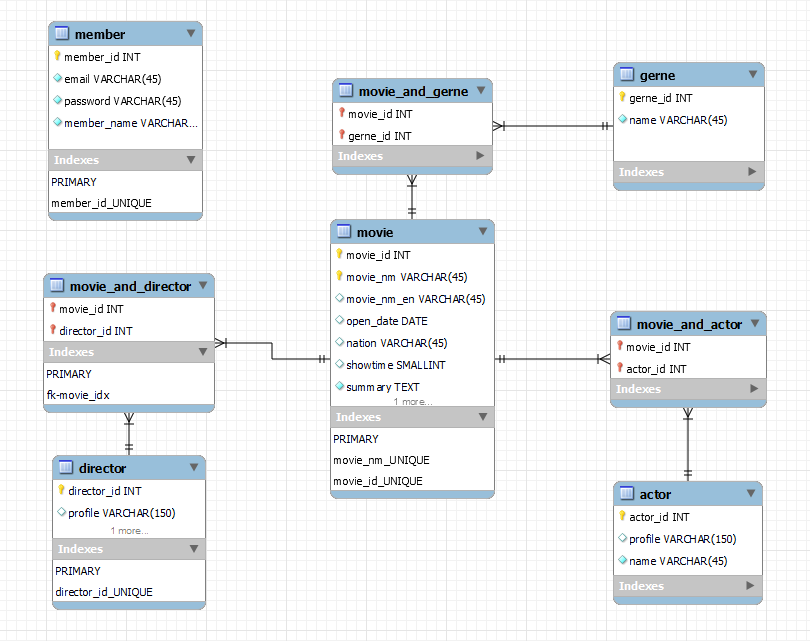 member
member_id INT
email VARCHAR(45)
password VARCHAR(45)
member_name VARCHAR...
Indexes
PRIMARY
member_id_UNIQUE
movie_and_gerne
movie_id INT
gerne_id INT
Indexes
gerne
gerne_id INT
name VARCHAR(45)
Indexes
movie
movie_id INT
movie_nm VARCHAR(45)
movie_nm_en VARCHAR(45)
open_date DATE
nation VARCHAR(45)
showtime SMALLINT
summary TEXT
1 more...
Indexes
PRIMARY
movie_nm_UNIQUE
movie_id_UNIQUE
movie_and_director
movie_id INT
director_id INT
Indexes
PRIMARY
fk-movie_idx
director
director_id INT
profile VARCHAR(150)
1 more...
Indexes
PRIMARY
director_id_UNIQUE
movie_and_actor
movie_id INT
actor_id INT
Indexes
actor
actor_id INT
profile VARCHAR(150)
name VARCHAR(45)
Indexes